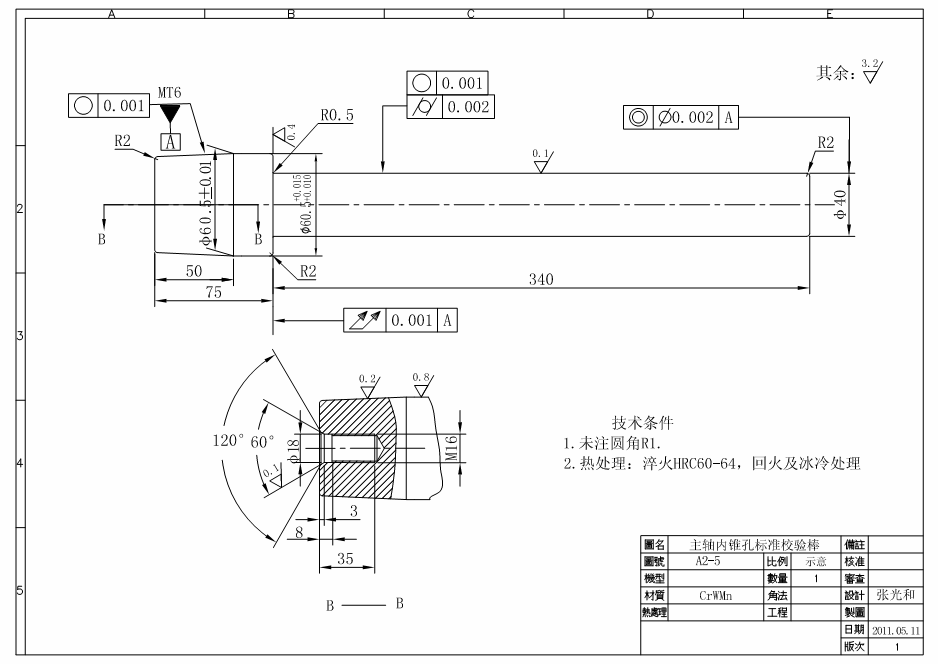 A B C D E
2
3
4
5
其余: 3.2
0.001
MT6
A
R2
0.4
R0.5
0.001
0.002
0.1
∅0.002 A
R2
ϕ60.5±0.01
ϕ60.5 +0.015 +0.010
ϕ40
B B
R2
50
75
340
0.001 A
0.2
0.8
120° 60°
ϕ18
M16
0.1
3
8
35
B — B
技术条件
1.未注圆角R1.
2.热处理: 淬火HRC60-64, 回火及冰冷处理
圖名 主轴内锥孔标准校验棒 備註
圖號 A2-5 比例 示意 核准
機型 數量 1 審查
材質 CrWMn 角法 設計 张光和
熱處理 工程 製圖
日期 2011.05.11
版次 1